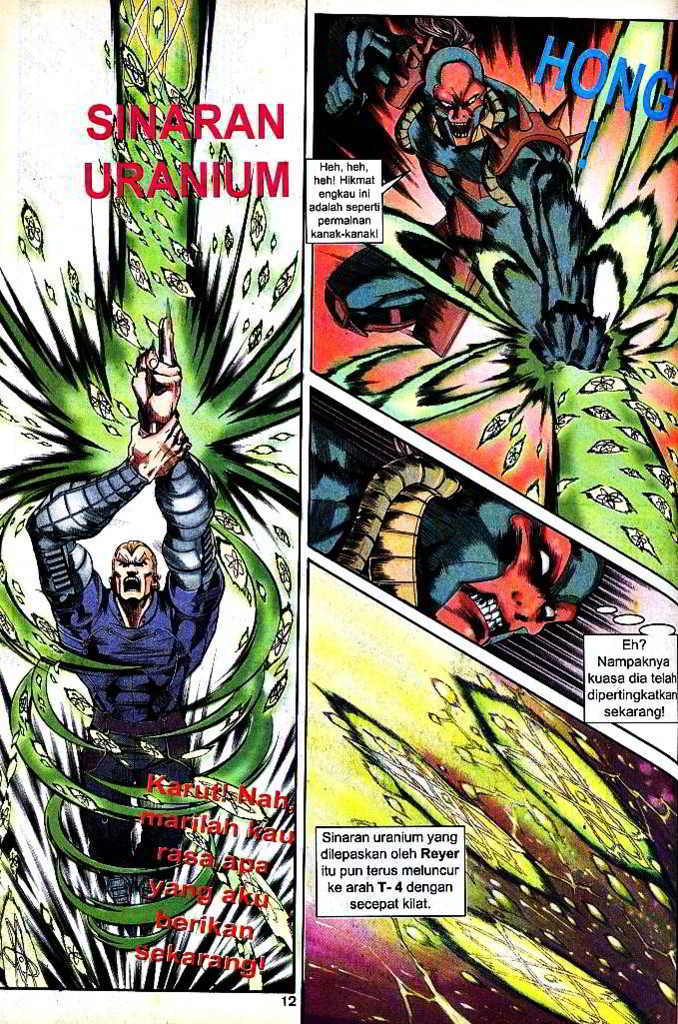 SINARAN
URANIUM
Karut! Nah,
marilah kau
rasa apa
yang aku
berikan
sekarang!
12
HONG
!
Heh, heh,
heh! Hikmat
engkau ini
adalah seperti
permainan
kanak-kanak!
Eh?
Nampaknya
kuasa dia telah
dipertingkatkan
sekarang!
Sinaran uranium yang
dilepaskan oleh Reyer
itu pun terus meluncur
ke arah T-4 dengan
secepat kilat.